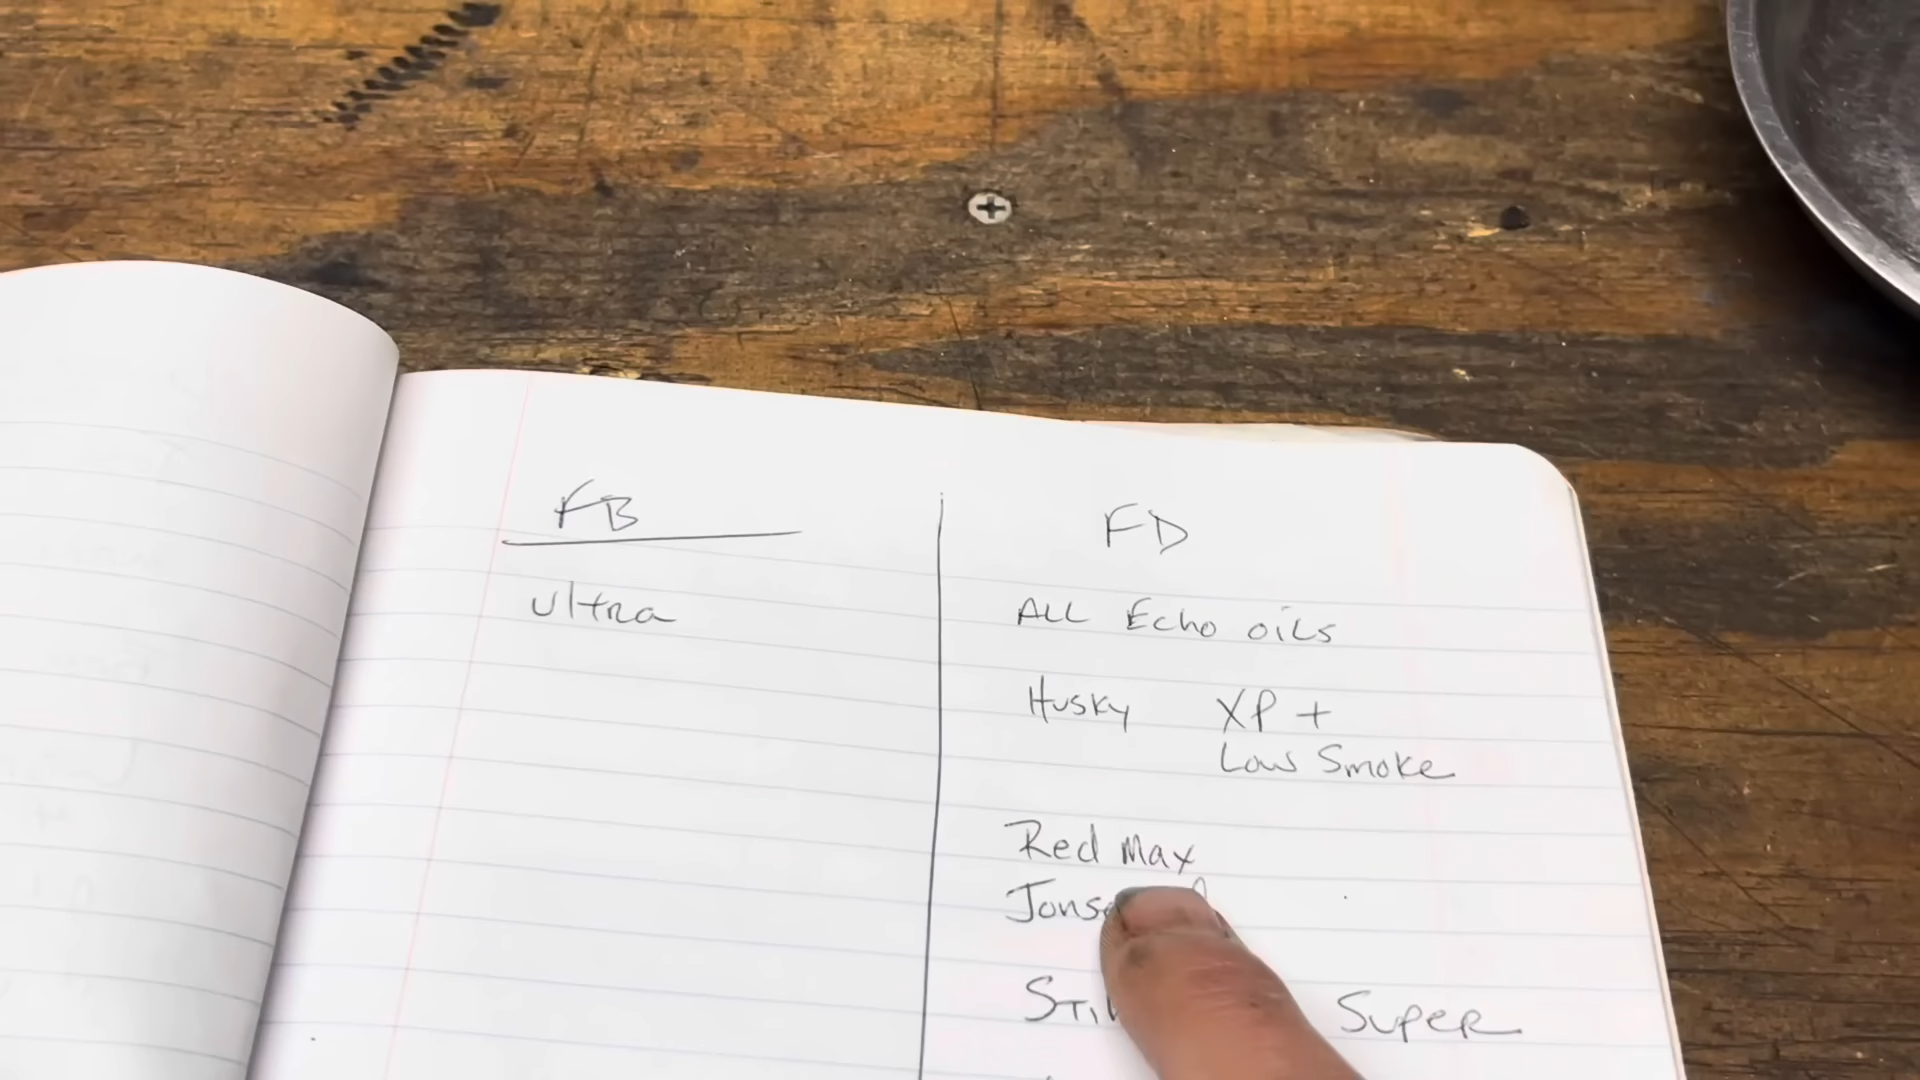 FB
Ultra
FD
ALL Echo oils
Husky XP +
Low Smoke
Red Max
Super